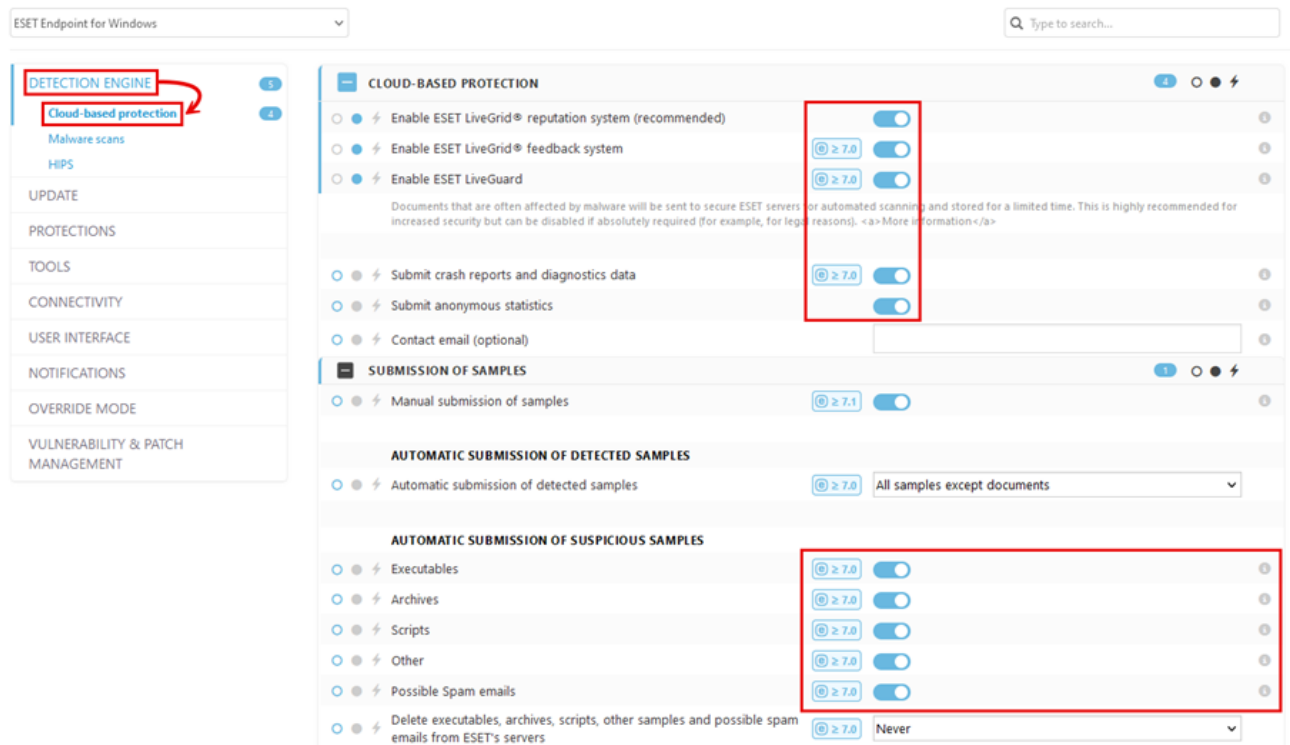 ESET Endpoint for Windows
Type to search...
DETECTION ENGINE 5
Cloud-based protection 4
Malware scans
HIPS
UPDATE
PROTECTIONS
TOOLS
CONNECTIVITY
USER INTERFACE
NOTIFICATIONS
OVERRIDE MODE
VULNERABILITY & PATCH
MANAGEMENT
CLOUD-BASED PROTECTION 4
Enable ESET LiveGrid® reputation system (recommended)
Enable ESET LiveGrid® feedback system ≥ 7.0
Enable ESET LiveGuard ≥ 7.0
Documents that are often affected by malware will be sent to secure ESET servers for automated scanning and stored for a limited time. This is highly recommended for
increased security but can be disabled if absolutely required (for example, for legal reasons). <a>More information</a>
Submit crash reports and diagnostics data ≥ 7.0
Submit anonymous statistics
Contact email (optional)
SUBMISSION OF SAMPLES 1
Manual submission of samples ≥ 7.1
AUTOMATIC SUBMISSION OF DETECTED SAMPLES
Automatic submission of detected samples ≥ 7.0 All samples except documents
AUTOMATIC SUBMISSION OF SUSPICIOUS SAMPLES
Executables ≥ 7.0
Archives ≥ 7.0
Scripts ≥ 7.0
Other ≥ 7.0
Possible Spam emails ≥ 7.0
Delete executables, archives, scripts, other samples and possible spam
emails from ESET's servers ≥ 7.0 Never